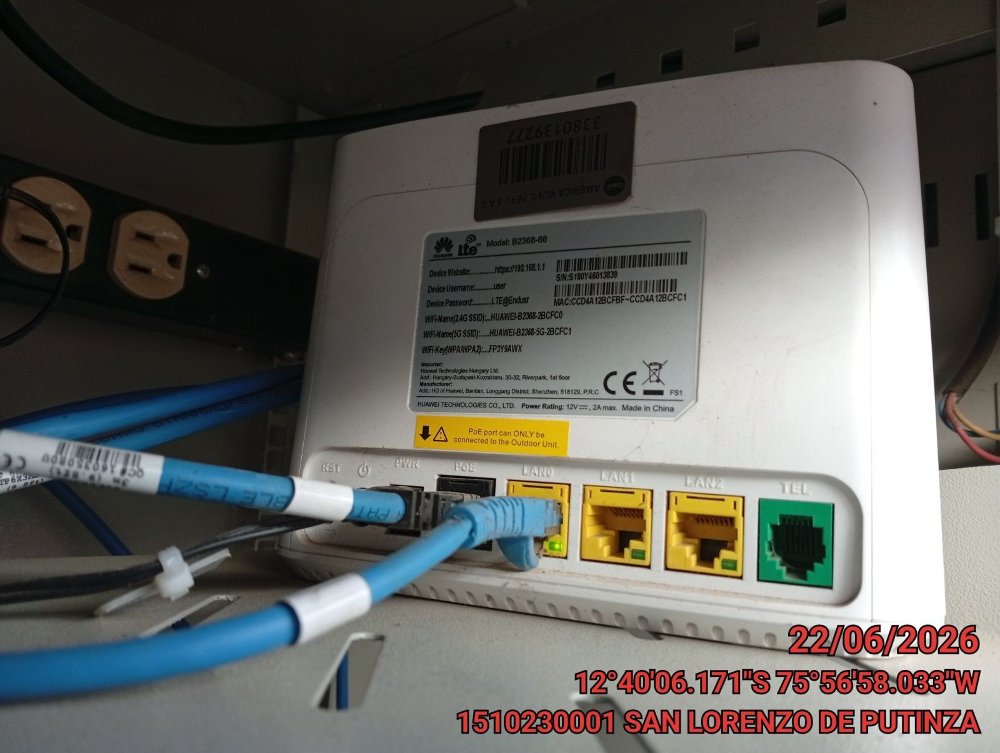 3380139277
AMERICA MOVIL PERU S.A.C
Claro
HUAWEI
LTE™
Model: B2368-66
Device Website:...............https://192.168.1.1
S/N:S180Y46013839
Device Username:...........user
Device Password:...........LTE@Endusr
MAC:CCD4A12BCFBF~CCD4A12BCFC1
WiFi-Name(2.4G SSID):...HUAWEI-B2368-2BCFC0
WiFi-Name(5G SSID):......HUAWEI-B2368-5G-2BCFC1
WiFi-Key(WPA/WPA2):....FP3Y9AWX
Importer:
Huawei Technologies Hungary Ltd.
Add.: Hungary-Budapest-Kozraktaru. 30-32, Riverpark, 1st floor
Manufacturer:
Add.: HQ of Huawei, Bantian, Longgang District, Shenzhen, 518129, P.R.C
CE
FS1
HUAWEI TECHNOLOGIES CO., LTD. Power Rating: 12V⎓, 2A max. Made in China
PoE port can ONLY be
connected to the Outdoor Unit.
RST PWR PoE LAN0 LAN1 LAN2 TEL
22/06/2026
12°40'06.171"S 75°56'58.033"W
1510230001 SAN LORENZO DE PUTINZA